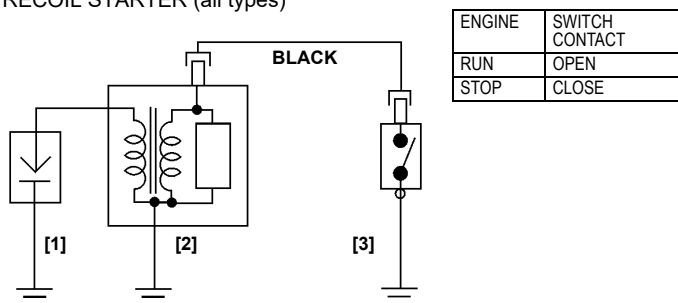 RECOIL STARTER (all types)
BLACK
[1]
[2]
[3]
ENGINE SWITCH CONTACT
RUN OPEN
STOP CLOSE